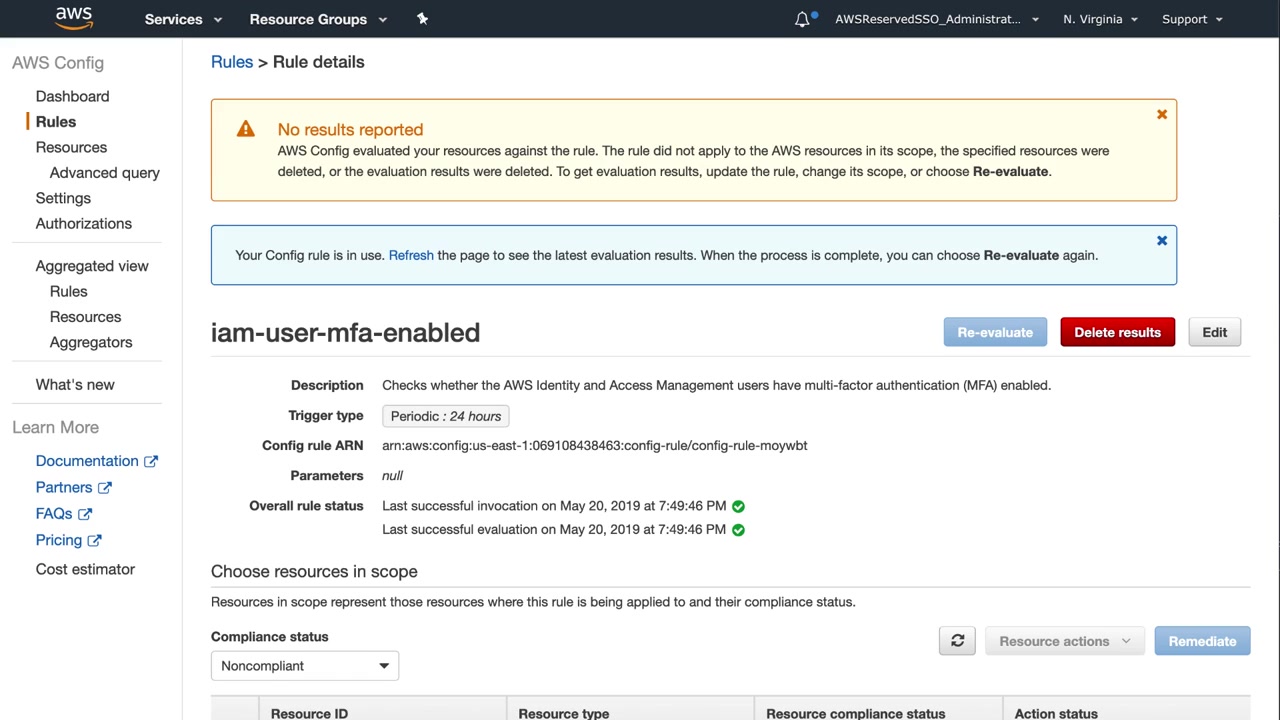 aws
Services
Resource Groups
AWSReservedSSO_Administrat...
N. Virginia
Support
AWS Config
Dashboard
Rules
Resources
Advanced query
Settings
Authorizations
Aggregated view
Rules
Resources
Aggregators
What's new
Learn More
Documentation
Partners
FAQs
Pricing
Cost estimator
Rules > Rule details
No results reported
AWS Config evaluated your resources against the rule. The rule did not apply to the AWS resources in its scope, the specified resources were
deleted, or the evaluation results were deleted. To get evaluation results, update the rule, change its scope, or choose Re-evaluate.
Your Config rule is in use. Refresh the page to see the latest evaluation results. When the process is complete, you can choose Re-evaluate again.
iam-user-mfa-enabled
Re-evaluate
Delete results
Edit
Description Checks whether the AWS Identity and Access Management users have multi-factor authentication (MFA) enabled.
Trigger type Periodic : 24 hours
Config rule ARN arn:aws:config:us-east-1:069108438463:config-rule/config-rule-moywbt
Parameters null
Overall rule status Last successful invocation on May 20, 2019 at 7:49:46 PM
Last successful evaluation on May 20, 2019 at 7:49:46 PM
Choose resources in scope
Resources in scope represent those resources where this rule is being applied to and their compliance status.
Compliance status
Noncompliant
Resource actions
Remediate
Resource ID
Resource type
Resource compliance status
Action status